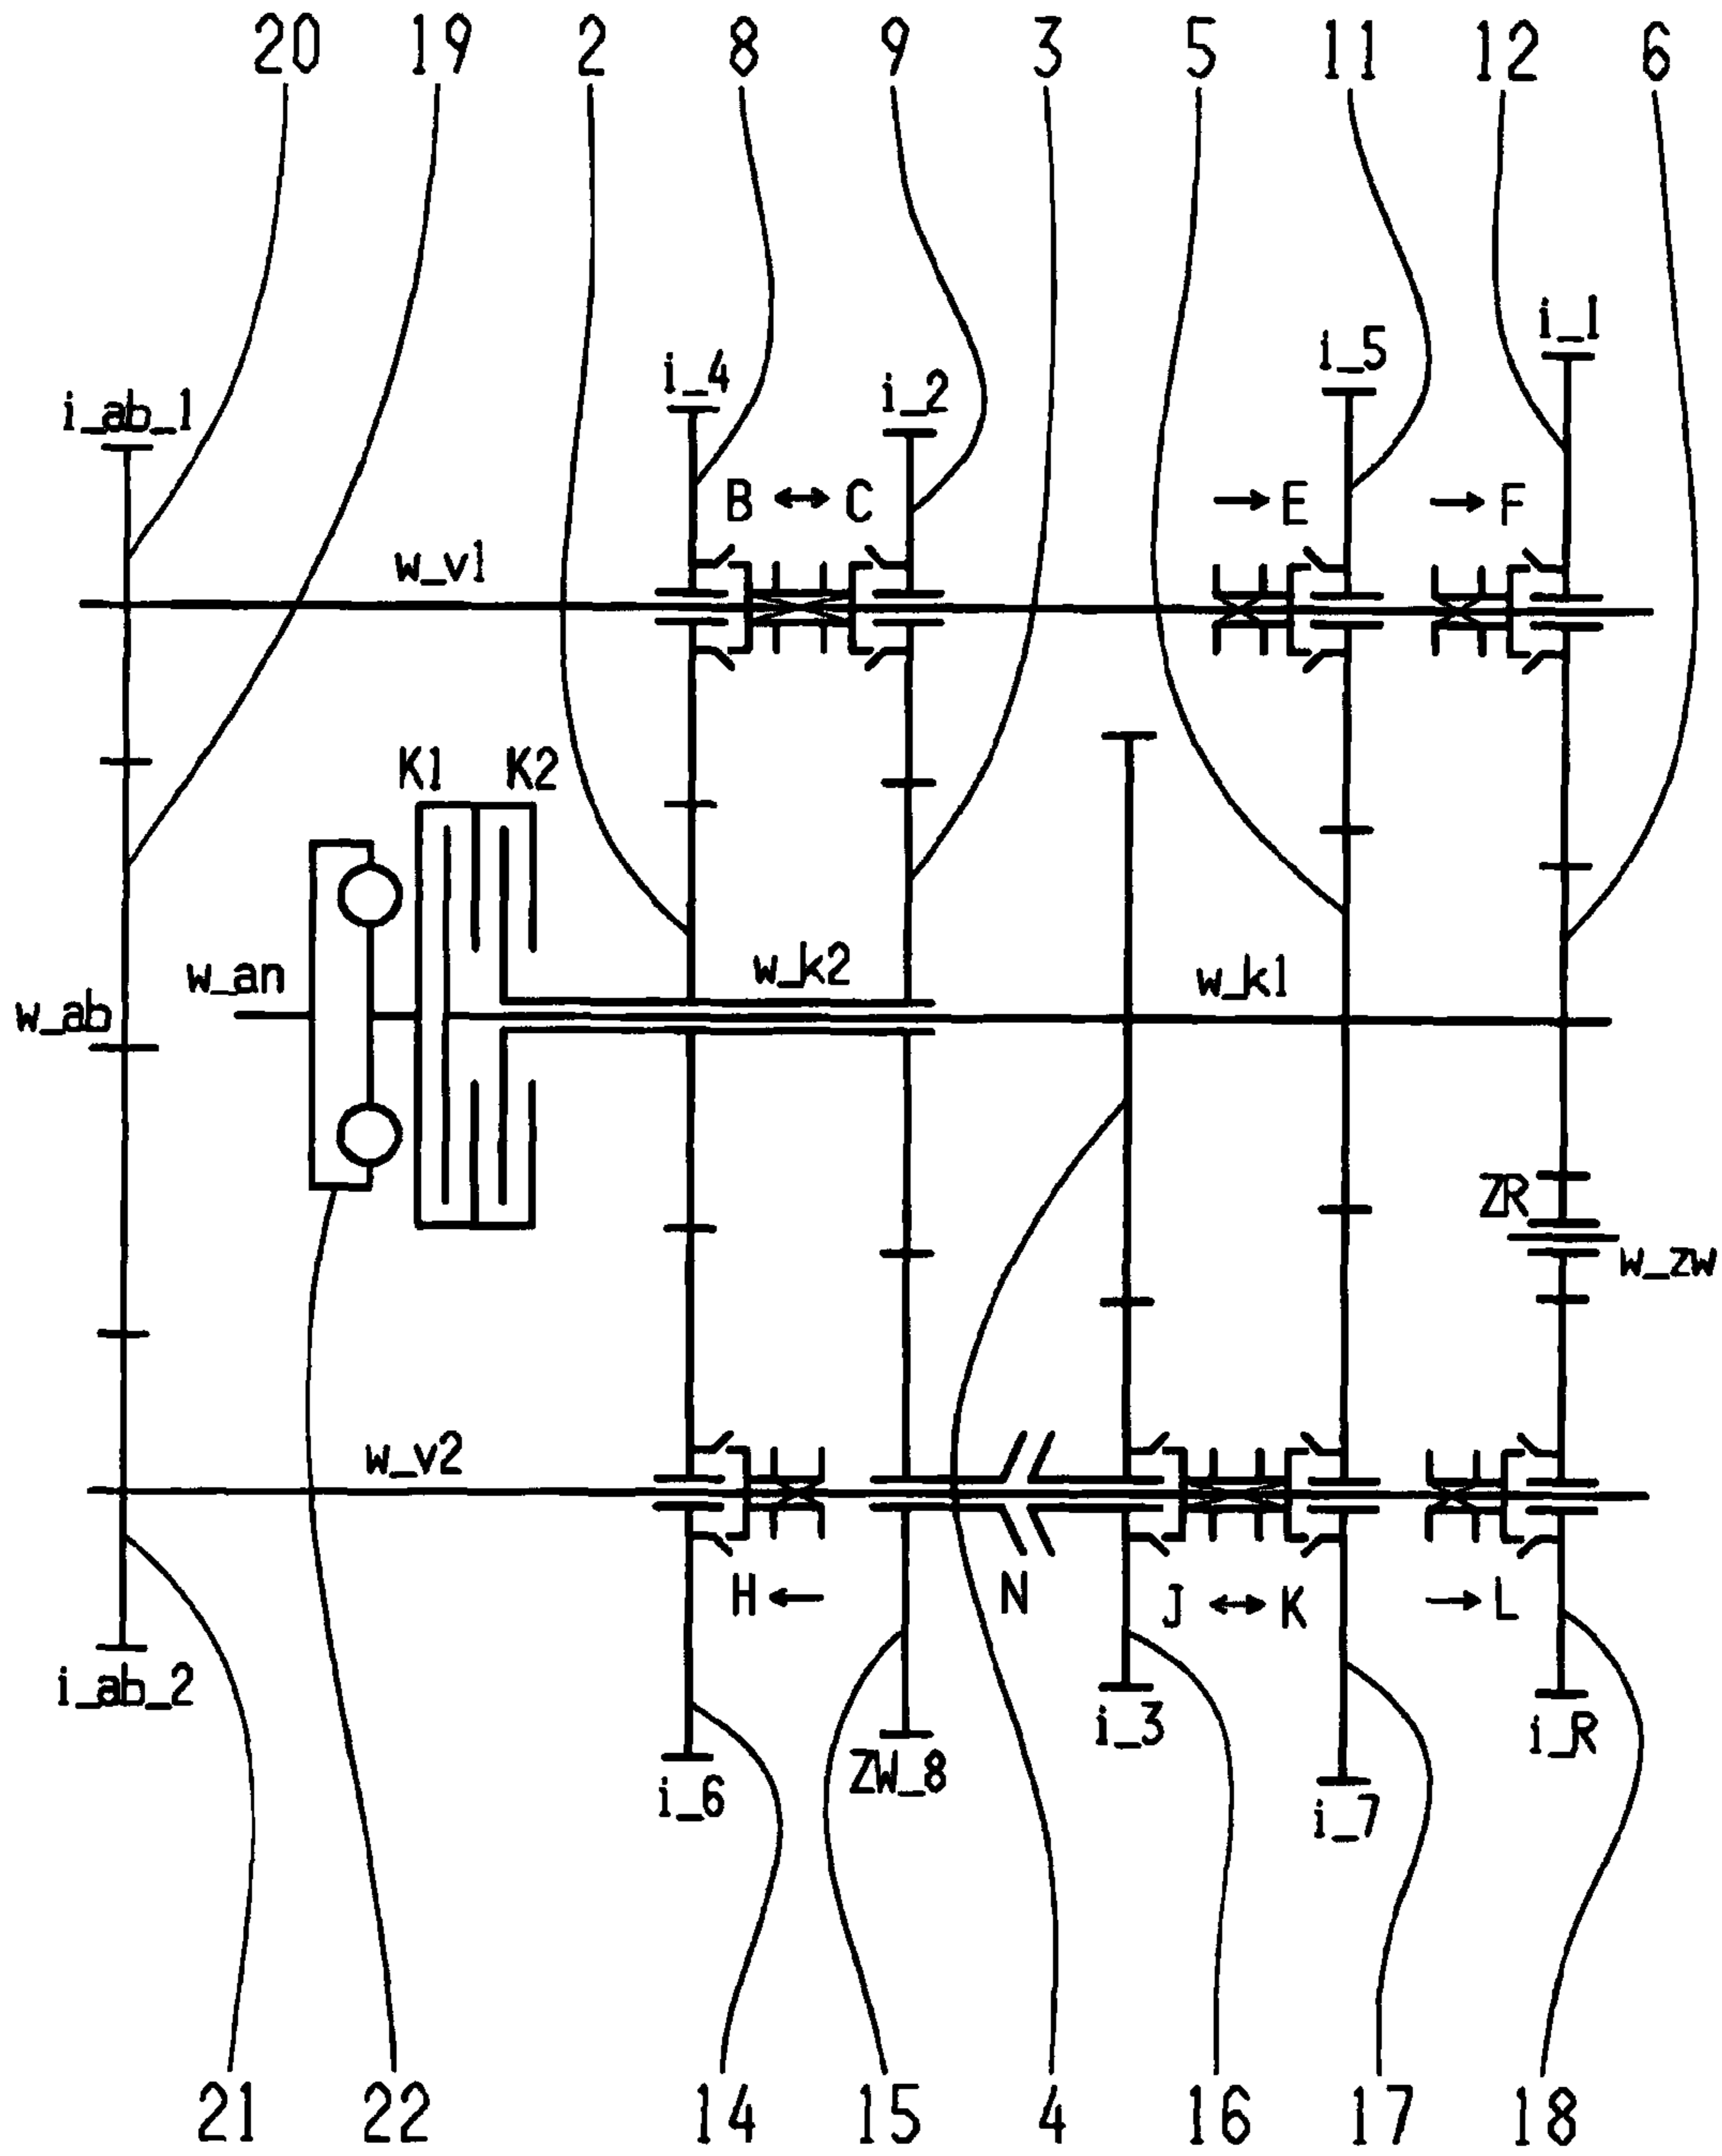 20 19 2 8 9 3 5 11 12 6
i_1
i_5
i_4
i_2
i_ab_1
B ↔ C
→ E
→ F
w_v1
K1 K2
w_k2
w_k1
w_an
w_ab
ZR
w_zw
w_v2
H ←
N
J ↔ K
→ L
i_ab_2
i_3
i_R
ZW_8
i_6
i_7
21 22 14 15 4 16 17 18